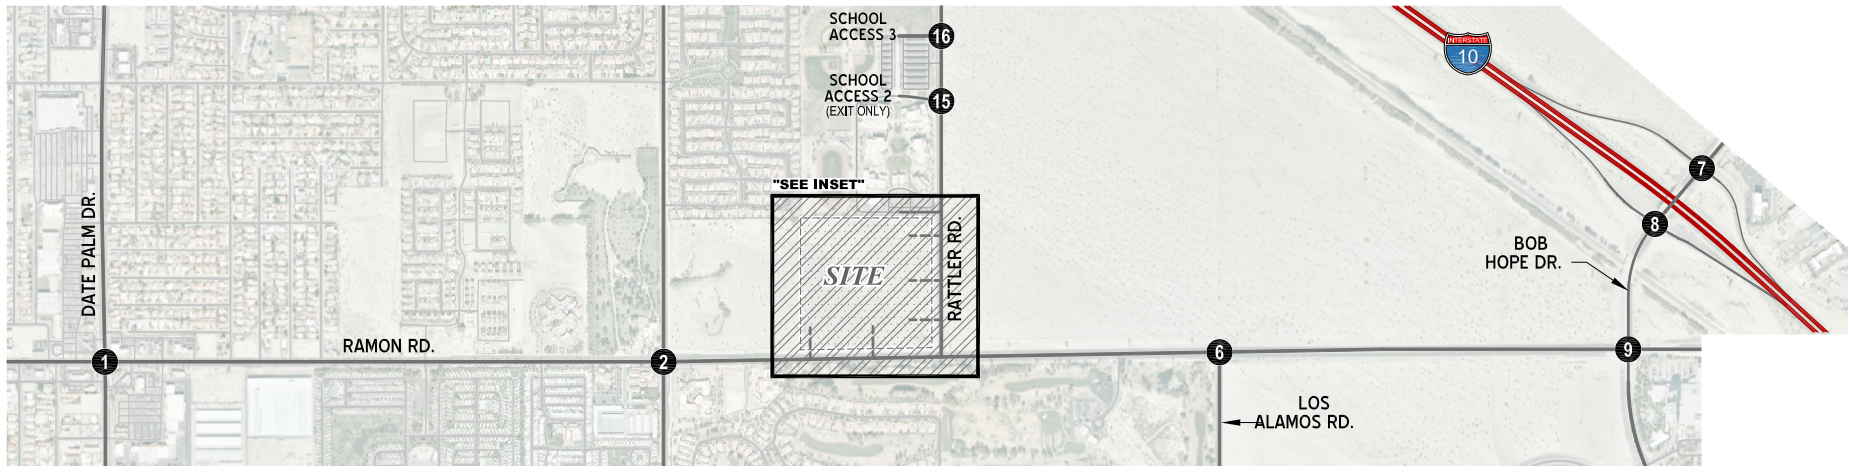 SCHOOL
ACCESS 3
16
SCHOOL
ACCESS 2
(EXIT ONLY)
15
INTERSTATE
10
7
8
"SEE INSET"
SITE
RATTLER RD.
DATE PALM DR.
BOB
HOPE DR.
RAMON RD.
1
2
6
9
LOS
ALAMOS RD.